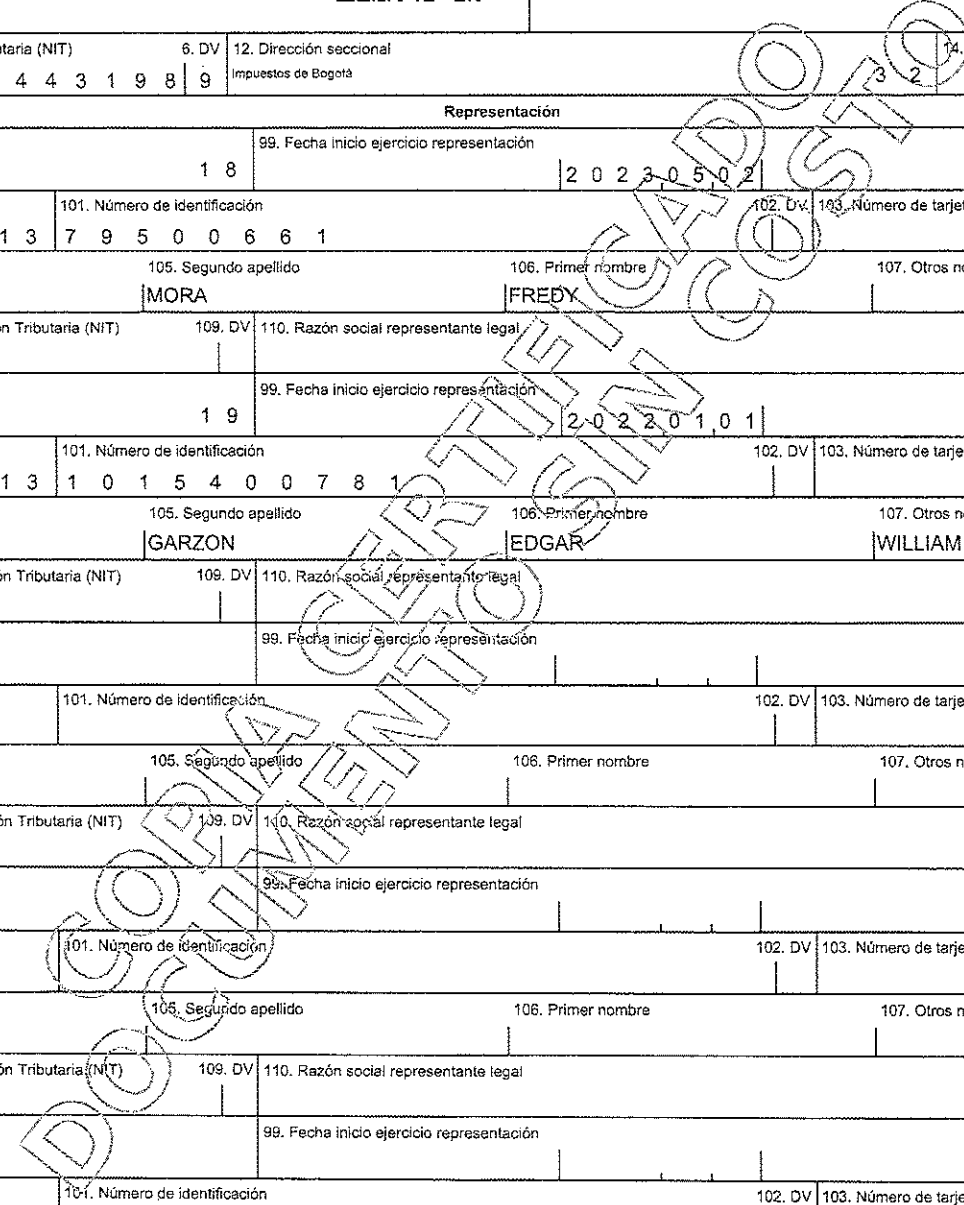 utaria (NIT) 6. DV 12. Dirección seccional 14.
4 4 3 1 9 8 9 Impuestos de Bogotá 3 2
Representación
99. Fecha inicio ejercicio representación
1 8 2 0 2 3 0 5 0 2
101. Número de identificación 102. DV 103. Número de tarjet
1 3 7 9 5 0 0 6 6 1
105. Segundo apellido 106. Primer nombre 107. Otros no
MORA FREDY
ón Tributaria (NIT) 109. DV 110. Razón social representante legal
99. Fecha inicio ejercicio representación
1 9 2 0 2 2 0 1 0 1
101. Número de identificación 102. DV 103. Número de tarje
1 3 1 0 1 5 4 0 0 7 8 1
105. Segundo apellido 106. Primer nombre 107. Otros n
GARZON EDGAR WILLIAM
ón Tributaria (NIT) 109. DV 110. Razón social representante legal
99. Fecha inicio ejercicio representación
101. Número de identificación 102. DV 103. Número de tarje
105. Segundo apellido 106. Primer nombre 107. Otros n
ón Tributaria (NIT) 109. DV 110. Razón social representante legal
99. Fecha inicio ejercicio representación
101. Número de identificación 102. DV 103. Número de tarje
105. Segundo apellido 106. Primer nombre 107. Otros n
ón Tributaria (NIT) 109. DV 110. Razón social representante legal
99. Fecha inicio ejercicio representación
101. Número de identificación 102. DV 103. Número de tarje
COPIA CERTIFICADO
DOCUMENTO SIN COSTO